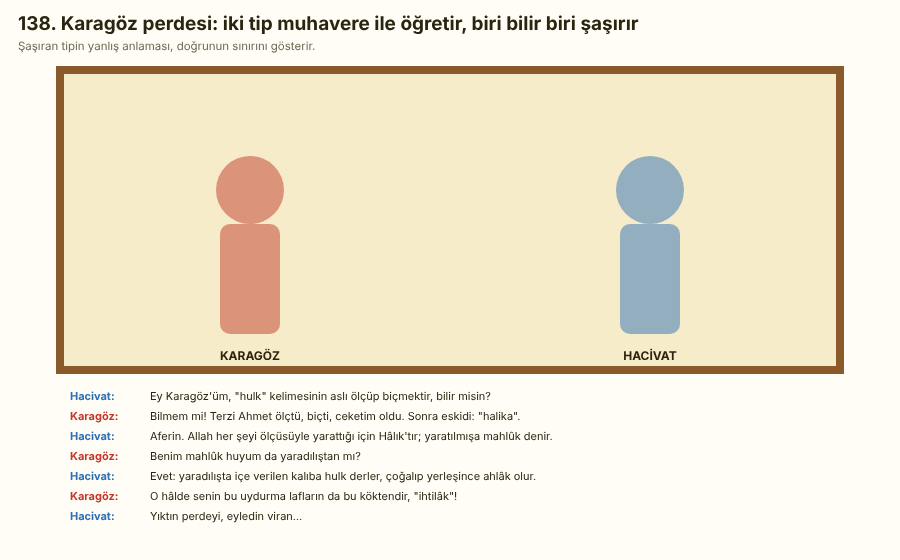 138. Karagöz perdesi: iki tip muhavere ile öğretir, biri bilir biri şaşırır
Şaşıran tipin yanlış anlaması, doğrunun sınırını gösterir.
KARAGÖZ
HACİVAT
Hacivat: Ey Karagöz'üm, "hulk" kelimesinin aslı ölçüp biçmektir, bilir misin?
Karagöz: Bilmem mi! Terzi Ahmet ölçtü, biçti, ceketim oldu. Sonra eskidi: "halika".
Hacivat: Aferin. Allah her şeyi ölçüsüyle yarattığı için Hâlık'tır; yaratılmışa mahlûk denir.
Karagöz: Benim mahlûk huyum da yaradılıştan mı?
Hacivat: Evet: yaradılışta içe verilen kalıba hulk derler, çoğalıp yerleşince ahlâk olur.
Karagöz: O hâlde senin bu uydurma lafların da bu köktendir, "ihtilâk"!
Hacivat: Yıktın perdeyi, eyledin viran...